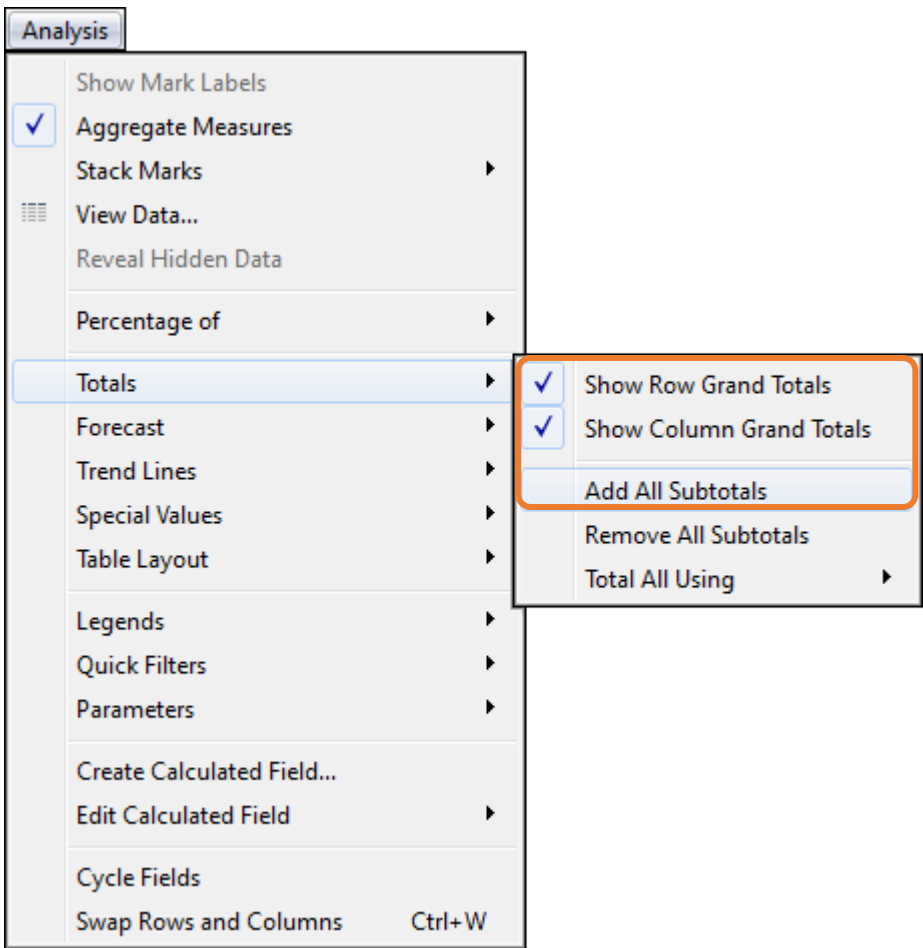 Analysis
Show Mark Labels
Aggregate Measures
Stack Marks
View Data...
Reveal Hidden Data
Percentage of
Totals
Forecast
Trend Lines
Special Values
Table Layout
Legends
Quick Filters
Parameters
Create Calculated Field...
Edit Calculated Field
Cycle Fields
Swap Rows and Columns Ctrl+W
Show Row Grand Totals
Show Column Grand Totals
Add All Subtotals
Remove All Subtotals
Total All Using